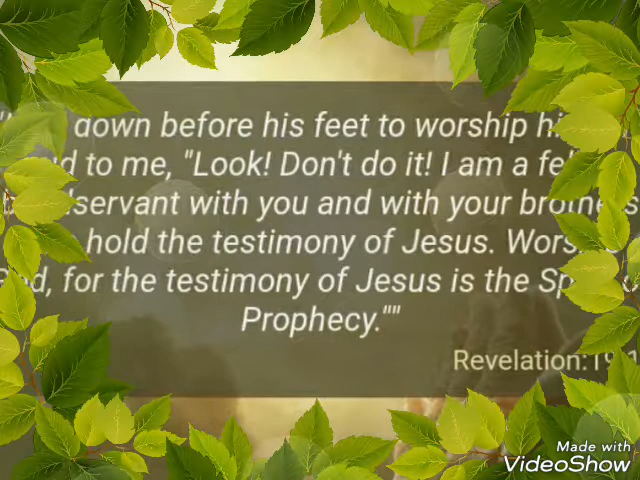 down before his feet to worship
to me, "Look! Don't do it! I am a
with you and with your
hold the testimony of Jesus.
for the testimony of Jesus is the
Prophecy.""
Revelation:
Made with
VideoShow